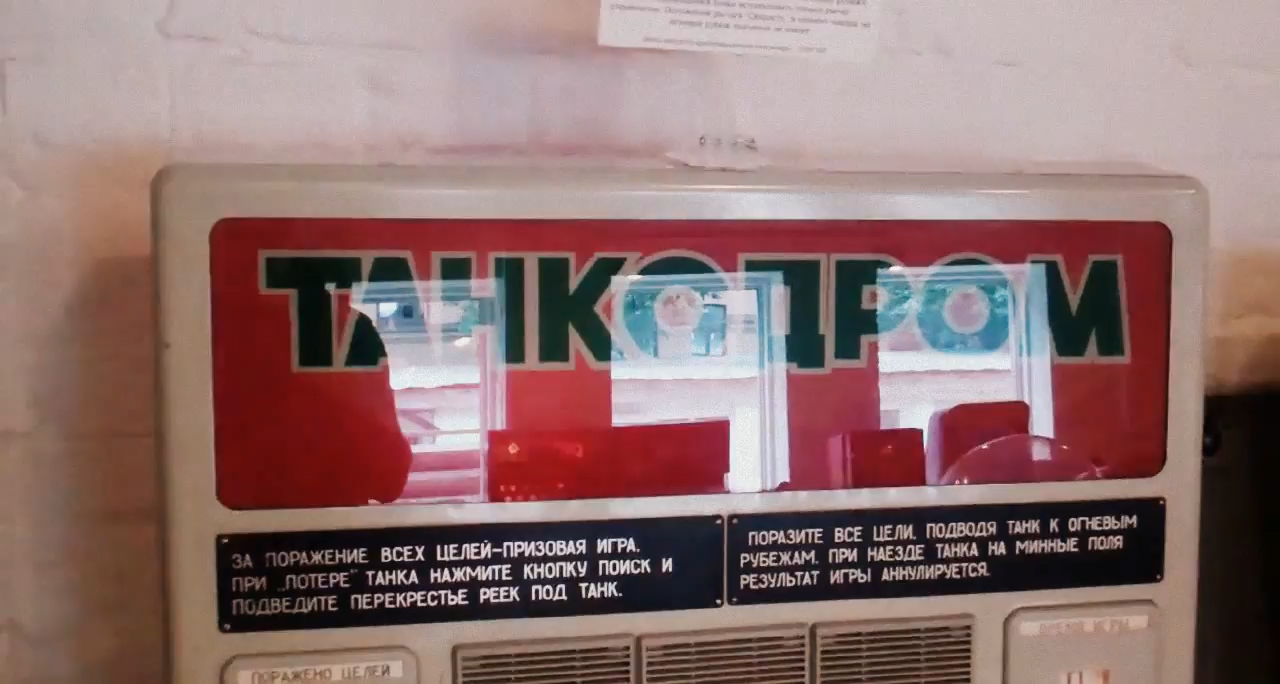 ТАНКОДРОМ
ЗА ПОРАЖЕНИЕ ВСЕХ ЦЕЛЕЙ-ПРИЗОВАЯ ИГРА.
ПРИ „ПОТЕРЕ" ТАНКА НАЖМИТЕ КНОПКУ ПОИСК И
ПОДВЕДИТЕ ПЕРЕКРЕСТЬЕ РЕЕК ПОД ТАНК.
ПОРАЗИТЕ ВСЕ ЦЕЛИ, ПОДВОДЯ ТАНК К ОГНЕВЫМ
РУБЕЖАМ. ПРИ НАЕЗДЕ ТАНКА НА МИННЫЕ ПОЛЯ
РЕЗУЛЬТАТ ИГРЫ АННУЛИРУЕТСЯ.
ПОРАЖЕНО ЦЕЛЕЙ
ВРЕМЯ ИГРЫ